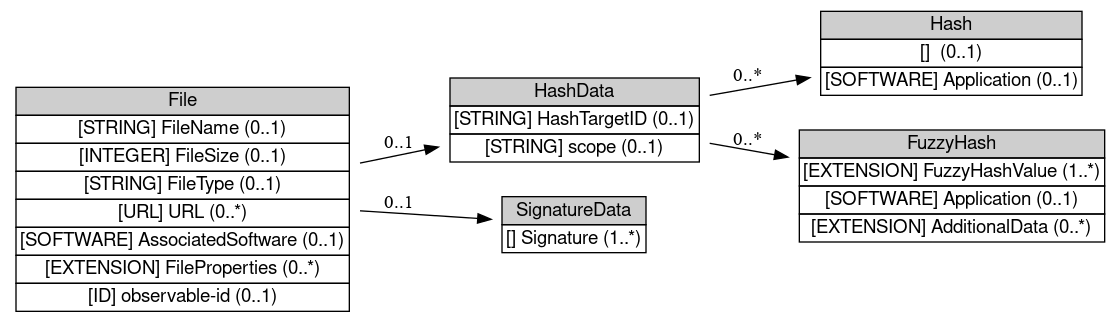 File
[STRING] FileName (0..1)
[INTEGER] FileSize (0..1)
[STRING] FileType (0..1)
[URL] URL (0..*)
[SOFTWARE] AssociatedSoftware (0..1)
[EXTENSION] FileProperties (0..*)
[ID] observable-id (0..1)
0..1
0..1
HashData
[STRING] HashTargetID (0..1)
[STRING] scope (0..1)
SignatureData
[] Signature (1..*)
0..*
0..*
Hash
[] (0..1)
[SOFTWARE] Application (0..1)
FuzzyHash
[EXTENSION] FuzzyHashValue (1..*)
[SOFTWARE] Application (0..1)
[EXTENSION] AdditionalData (0..*)